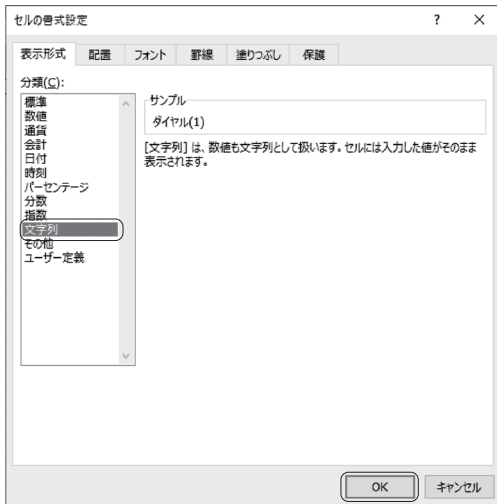 セルの書式設定
?
×
表示形式 配置 フォント 罫線 塗りつぶし 保護
分類(C):
標準
数値
通貨
会計
日付
時刻
パーセンテージ
分数
指数
文字列
その他
ユーザー定義
サンプル
ダイヤル(1)
[文字列] は、数値も文字列として扱います。セルには入力した値がそのまま
表示されます。
OK キャンセル